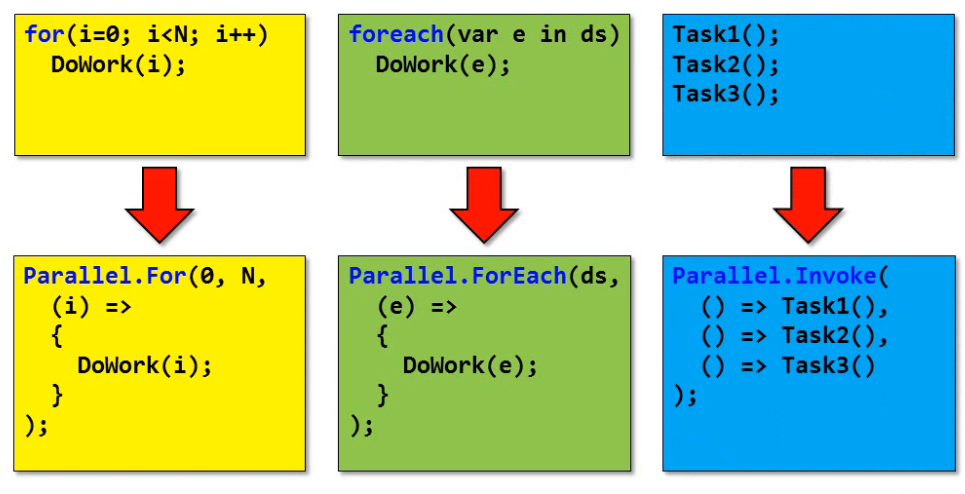 for(i=0; i<N; i++)
DoWork(i);
foreach(var e in ds)
DoWork(e);
Task1();
Task2();
Task3();
Parallel.For(0, N,
(i) =>
{
DoWork(i);
}
);
Parallel.ForEach(ds,
(e) =>
{
DoWork(e);
}
);
Parallel.Invoke(
() => Task1(),
() => Task2(),
() => Task3()
);